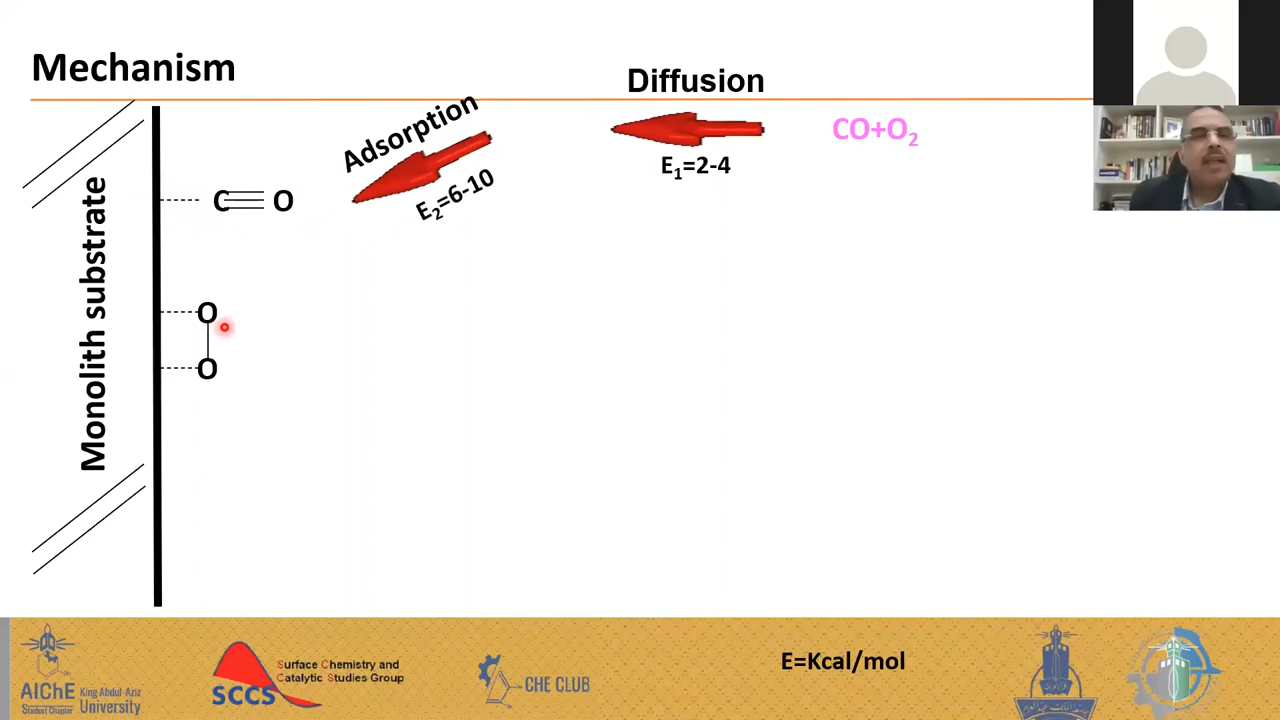 Mechanism
Diffusion
CO+O₂
E₁=2-4
Adsorption
E₂=6-10
C O
O
O
Monolith substrate
E=Kcal/mol
AIChE
Student Chapter
King Abdul-Aziz
University
SCCS
Surface Chemistry and
Catalytic Studies Group
CHE CLUB